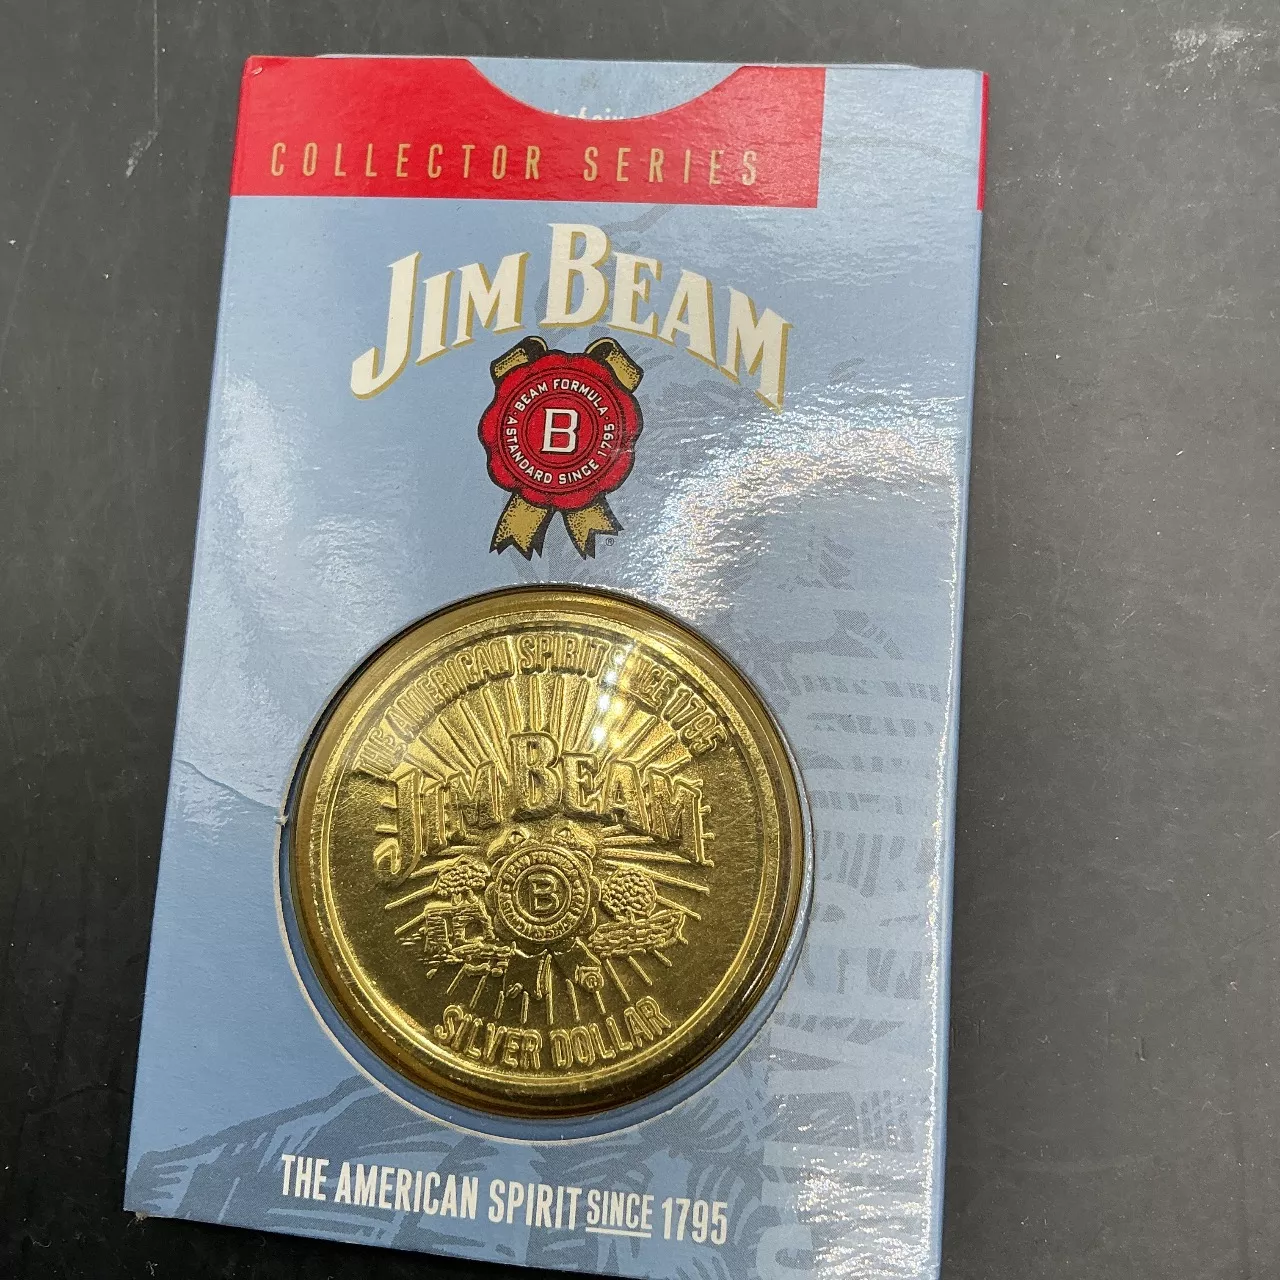 COLLECTOR SERIES
JIM BEAM
BEAM FORMULA
B
A STANDARD SINCE 1795
®
THE AMERICAN SPIRIT SINCE 1795
JIM BEAM
B
SILVER DOLLAR
THE AMERICAN SPIRIT SINCE 1795